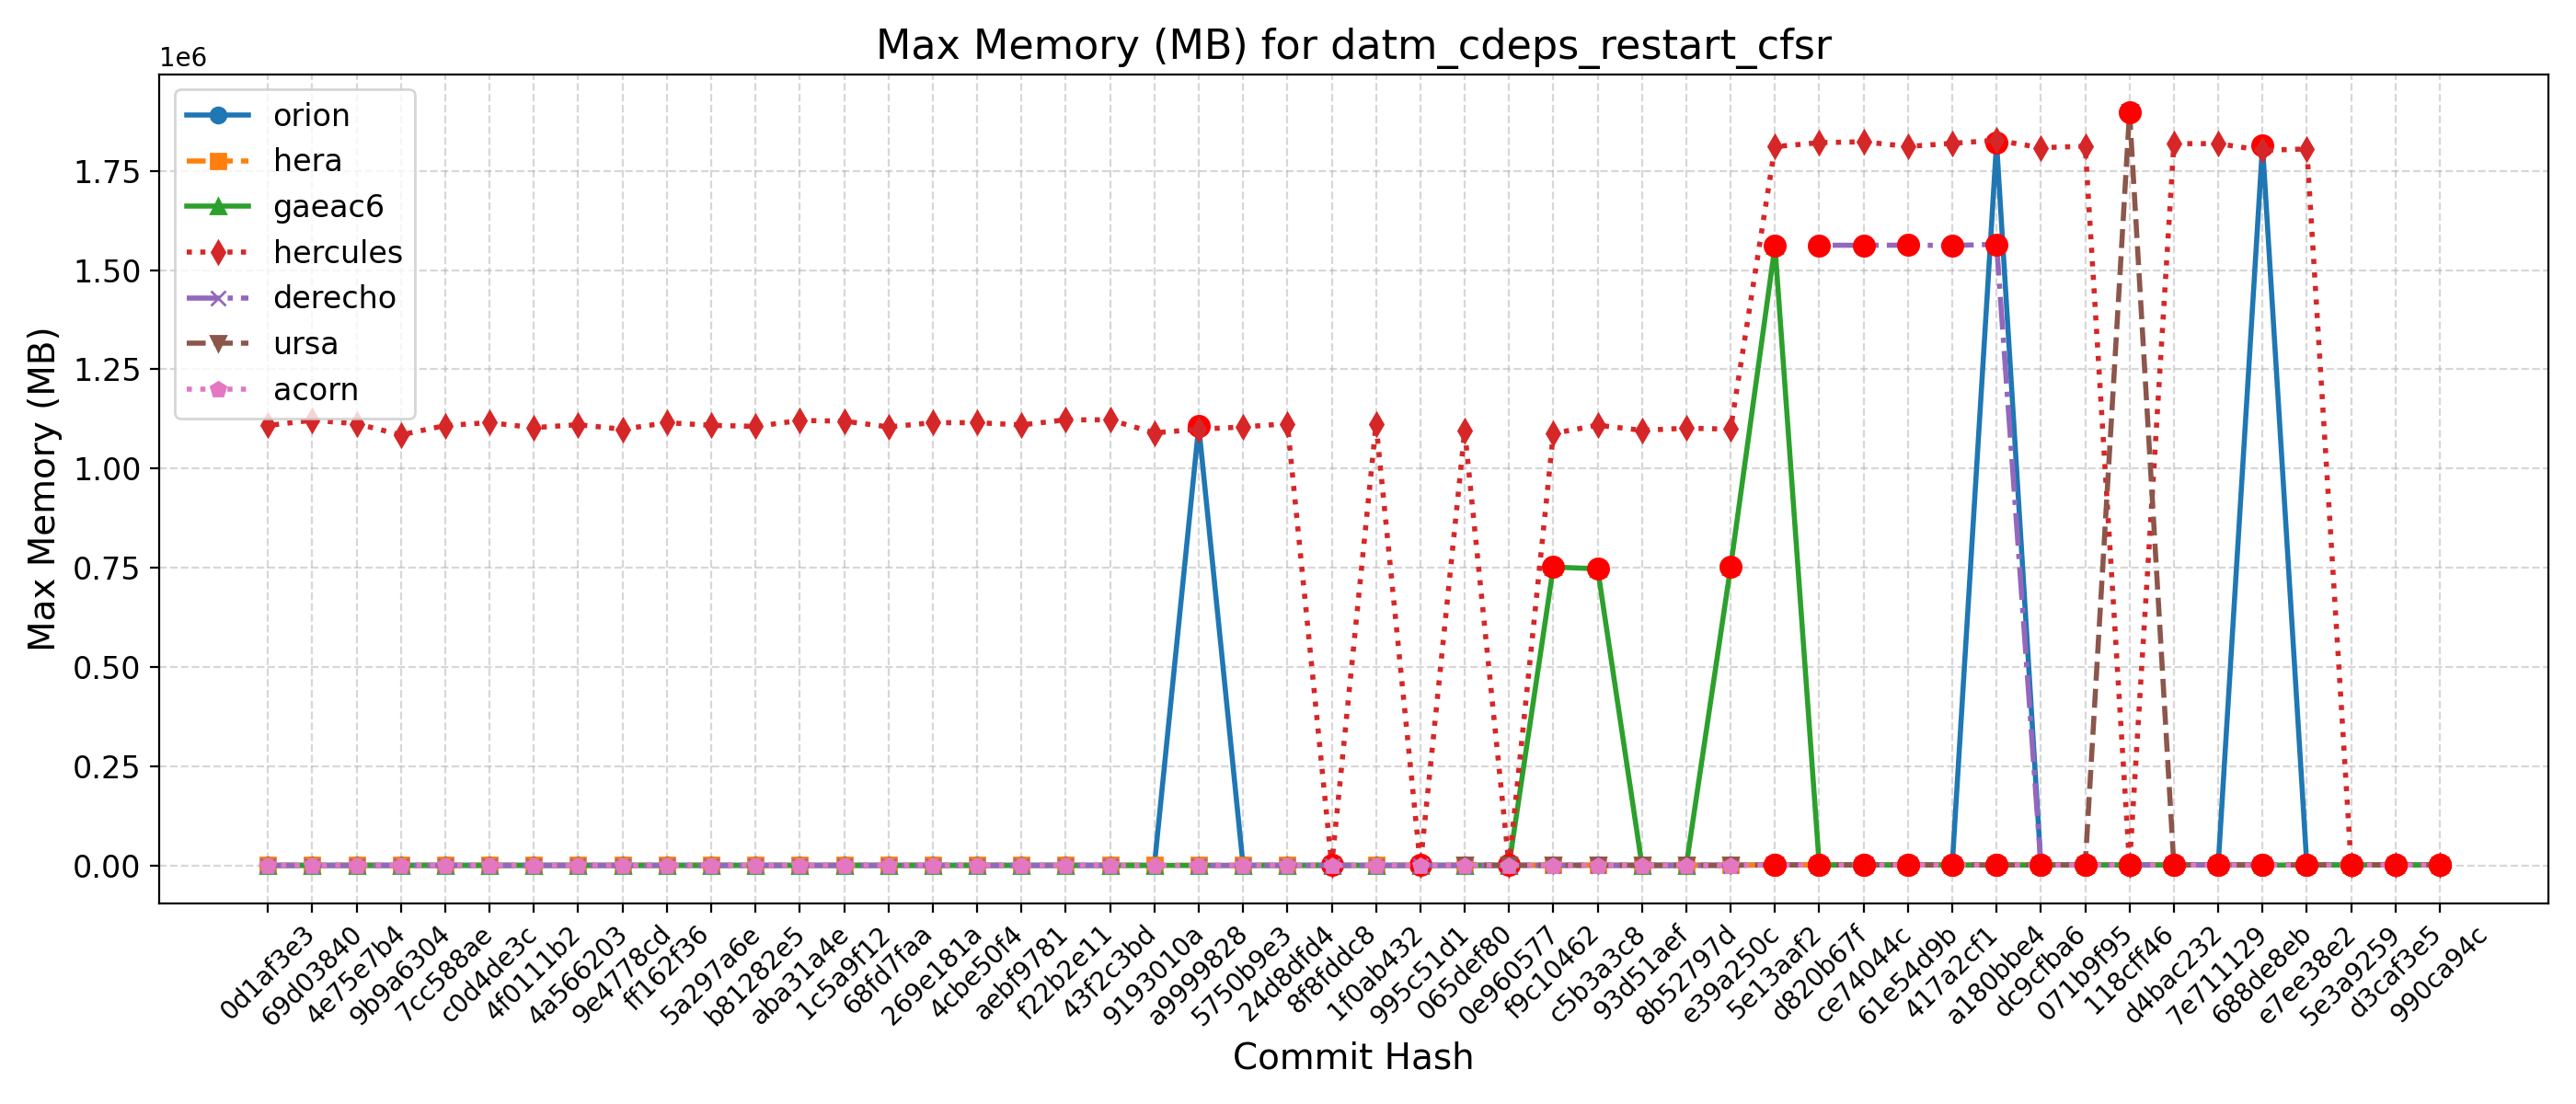 Max Memory (MB) for datm_cdeps_restart_cfsr
1e6
orion
hera
gaeac6
hercules
derecho
ursa
acorn
Max Memory (MB)
1.75
1.50
1.25
1.00
0.75
0.50
0.25
0.00
0d1af3e3
69d03840
4e75e7b4
9b9a6304
7cc588ae
c0d4de3c
4f0111b2
4a566203
9e4778cd
ff162f36
5a297a6e
b81282e5
aba31a4e
1c5a9f12
68fd7faa
269e181a
4cbe50f4
aebf9781
f22b2e11
43f2c3bd
9193010a
a9999828
5750b9e3
24d8dfd4
8f8fddc8
1f0ab432
995c51d1
065def80
0e960577
f9c10462
c5b3a3c8
93d51aef
8b52797d
e39a250c
5e13aaf2
d820b67f
ce74044c
61e54d9b
417a2cf1
a180bbe4
dc9cfba6
071b9f95
118cff46
d4bac232
7e711129
688de8eb
e7ee38e2
5e3a9259
d3caf3e5
990ca94c
Commit Hash